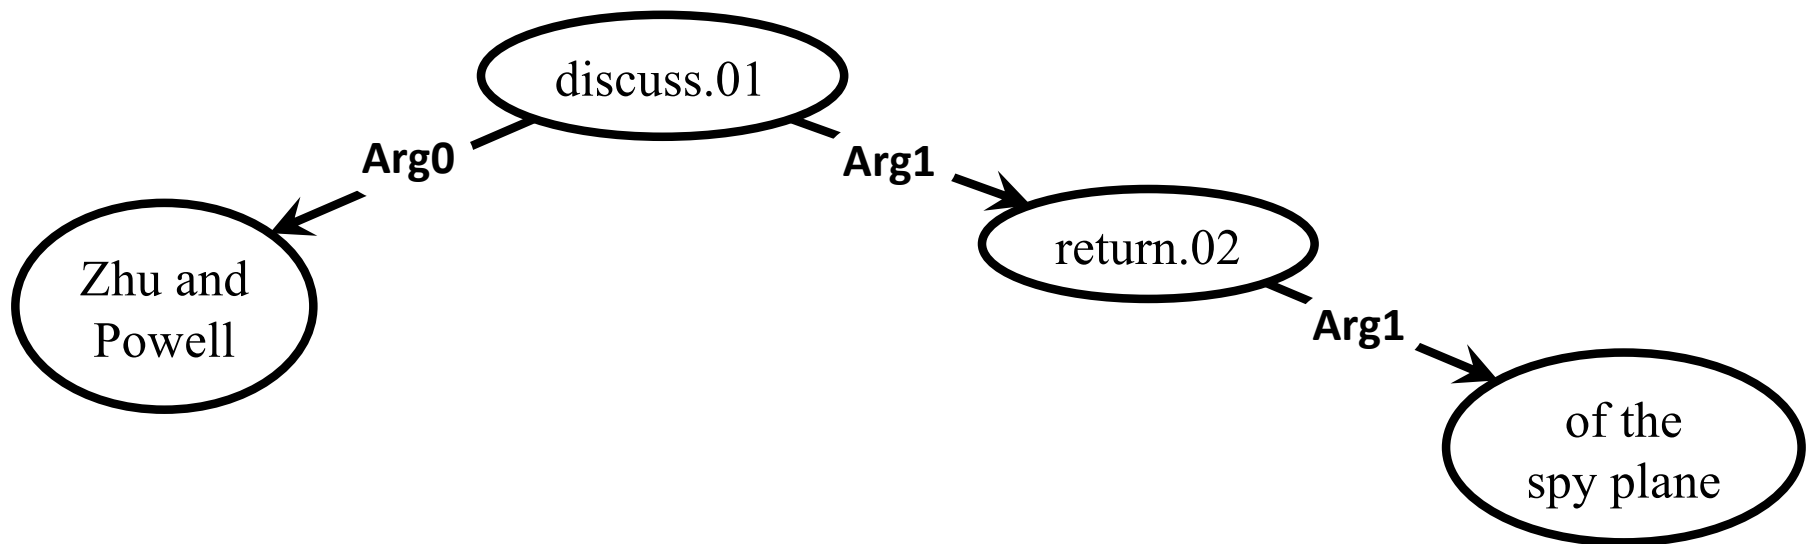 discuss.01
Arg0
Arg1
Zhu and
Powell
return.02
Arg1
of the
spy plane